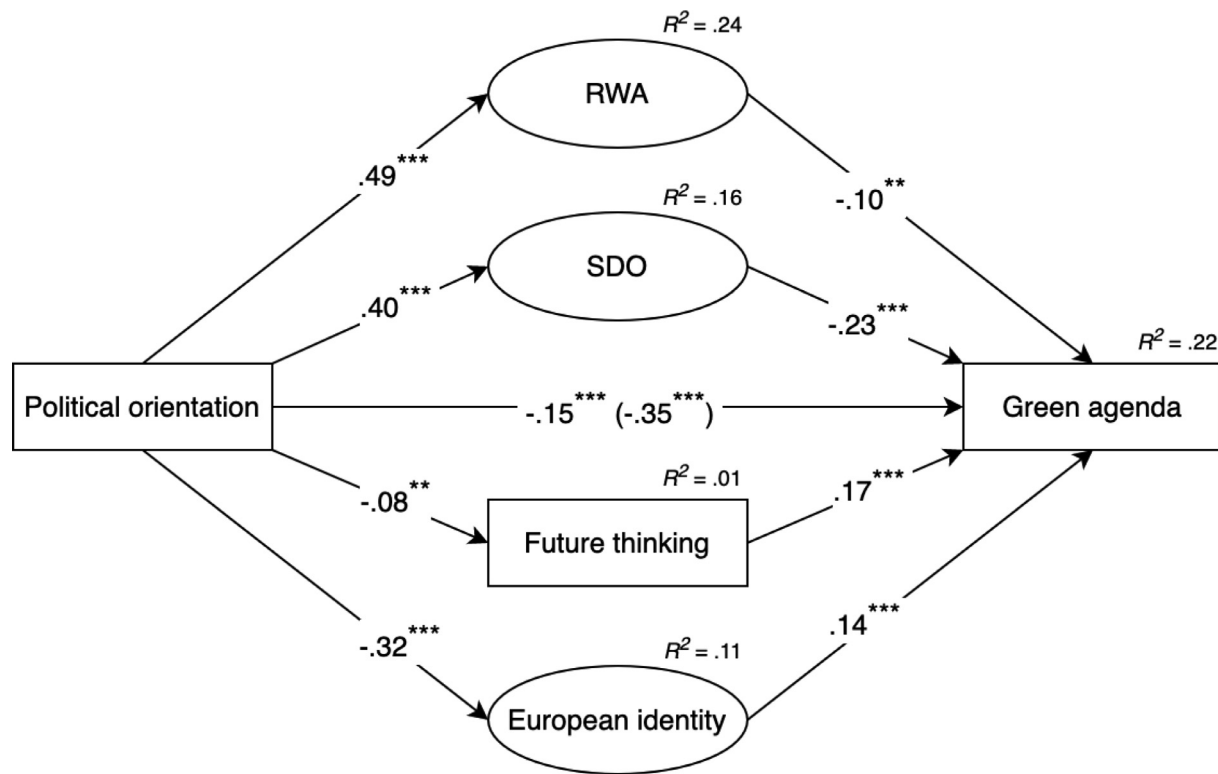 R² = .24
RWA
.49***
-.10**
R² = .16
SDO
.40***
-.23***
R² = .22
Political orientation
-.15*** (-.35***)
Green agenda
R² = .01
-.08**
.17***
Future thinking
-.32***
.14***
R² = .11
European identity